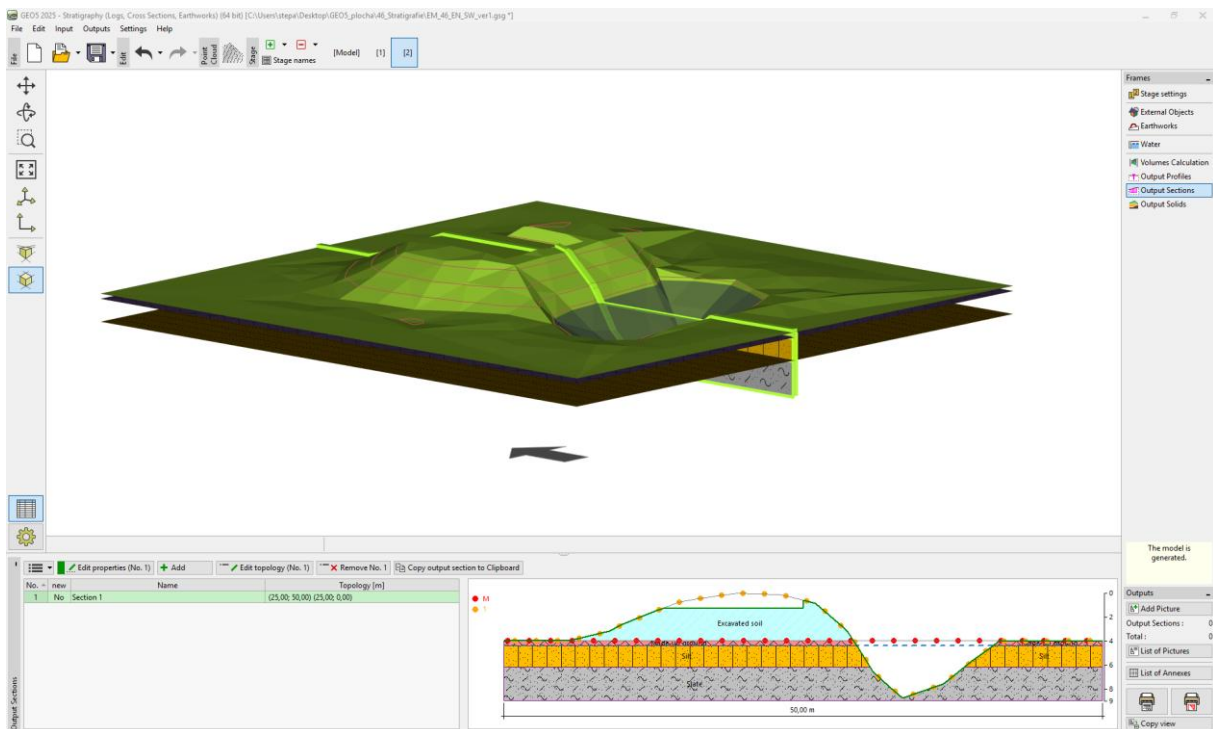 GEO5 2025 - Stratigraphy (Logs, Cross Sections, Earthworks) (64 bit) [C:\Users\stepa\Desktop\GEO5_plocha\46_Stratigrafie\EM_46_EN_SW_ver1.gsg *]
File Edit Input Outputs Settings Help
File
Edit
Point Cloud
Stage
Stage names
[Model] [1] [2]
Frames
Stage settings
External Objects
Earthworks
Water
Volumes Calculation
Output Profiles
Output Sections
Output Solids
The model is
generated.
Edit properties (No. 1) Add Edit topology (No. 1) Remove No. 1 Copy output section to Clipboard
No. new Name Topology [m]
1 No Section 1 (25,00; 50,00) (25,00; 0,00)
Output Sections
M
1
Excavated soil
Silt
Silt
Slate
50,00 m
0
2
4
6
8
9
Outputs
Add Picture
Output Sections : 0
Total : 0
List of Pictures
List of Annexes
Copy view